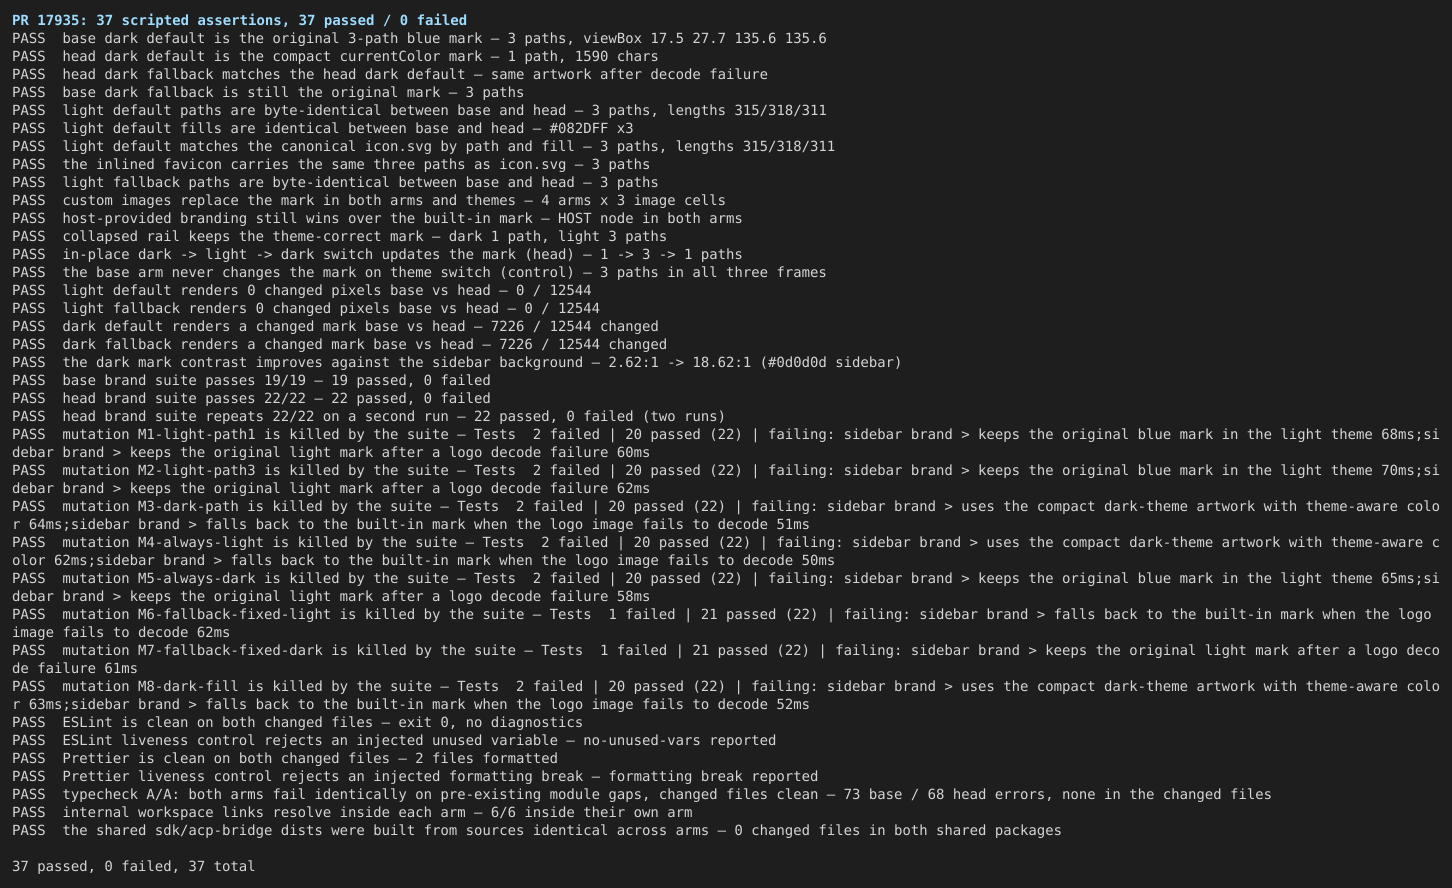 PR 17935: 37 scripted assertions, 37 passed / 0 failed
PASS  base dark default is the original 3-path blue mark — 3 paths, viewBox 17.5 27.7 135.6 135.6
PASS  head dark default is the compact currentColor mark — 1 path, 1590 chars
PASS  head dark fallback matches the head dark default — same artwork after decode failure
PASS  base dark fallback is still the original mark — 3 paths
PASS  light default paths are byte-identical between base and head — 3 paths, lengths 315/318/311
PASS  light default fills are identical between base and head — #082DFF x3
PASS  light default matches the canonical icon.svg by path and fill — 3 paths, lengths 315/318/311
PASS  the inlined favicon carries the same three paths as icon.svg — 3 paths
PASS  light fallback paths are byte-identical between base and head — 3 paths
PASS  custom images replace the mark in both arms and themes — 4 arms x 3 image cells
PASS  host-provided branding still wins over the built-in mark — HOST node in both arms
PASS  collapsed rail keeps the theme-correct mark — dark 1 path, light 3 paths
PASS  in-place dark -> light -> dark switch updates the mark (head) — 1 -> 3 -> 1 paths
PASS  the base arm never changes the mark on theme switch (control) — 3 paths in all three frames
PASS  light default renders 0 changed pixels base vs head — 0 / 12544
PASS  light fallback renders 0 changed pixels base vs head — 0 / 12544
PASS  dark default renders a changed mark base vs head — 7226 / 12544 changed
PASS  dark fallback renders a changed mark base vs head — 7226 / 12544 changed
PASS  the dark mark contrast improves against the sidebar background — 2.62:1 -> 18.62:1 (#0d0d0d sidebar)
PASS  base brand suite passes 19/19 — 19 passed, 0 failed
PASS  head brand suite passes 22/22 — 22 passed, 0 failed
PASS  head brand suite repeats 22/22 on a second run — 22 passed, 0 failed (two runs)
PASS  mutation M1-light-path1 is killed by the suite — Tests  2 failed | 20 passed (22) | failing: sidebar brand > keeps the original blue mark in the light theme 68ms;si
debar brand > keeps the original light mark after a logo decode failure 60ms
PASS  mutation M2-light-path3 is killed by the suite — Tests  2 failed | 20 passed (22) | failing: sidebar brand > keeps the original blue mark in the light theme 70ms;si
debar brand > keeps the original light mark after a logo decode failure 62ms
PASS  mutation M3-dark-path is killed by the suite — Tests  2 failed | 20 passed (22) | failing: sidebar brand > uses the compact dark-theme artwork with theme-aware colo
r 64ms;sidebar brand > falls back to the built-in mark when the logo image fails to decode 51ms
PASS  mutation M4-always-light is killed by the suite — Tests  2 failed | 20 passed (22) | failing: sidebar brand > uses the compact dark-theme artwork with theme-aware c
olor 62ms;sidebar brand > falls back to the built-in mark when the logo image fails to decode 50ms
PASS  mutation M5-always-dark is killed by the suite — Tests  2 failed | 20 passed (22) | failing: sidebar brand > keeps the original blue mark in the light theme 65ms;si
debar brand > keeps the original light mark after a logo decode failure 58ms
PASS  mutation M6-fallback-fixed-light is killed by the suite — Tests  1 failed | 21 passed (22) | failing: sidebar brand > falls back to the built-in mark when the logo
image fails to decode 62ms
PASS  mutation M7-fallback-fixed-dark is killed by the suite — Tests  1 failed | 21 passed (22) | failing: sidebar brand > keeps the original light mark after a logo deco
de failure 61ms
PASS  mutation M8-dark-fill is killed by the suite — Tests  2 failed | 20 passed (22) | failing: sidebar brand > uses the compact dark-theme artwork with theme-aware colo
r 63ms;sidebar brand > falls back to the built-in mark when the logo image fails to decode 52ms
PASS  ESLint is clean on both changed files — exit 0, no diagnostics
PASS  ESLint liveness control rejects an injected unused variable — no-unused-vars reported
PASS  Prettier is clean on both changed files — 2 files formatted
PASS  Prettier liveness control rejects an injected formatting break — formatting break reported
PASS  typecheck A/A: both arms fail identically on pre-existing module gaps, changed files clean — 73 base / 68 head errors, none in the changed files
PASS  internal workspace links resolve inside each arm — 6/6 inside their own arm
PASS  the shared sdk/acp-bridge dists were built from sources identical across arms — 0 changed files in both shared packages
37 passed, 0 failed, 37 total